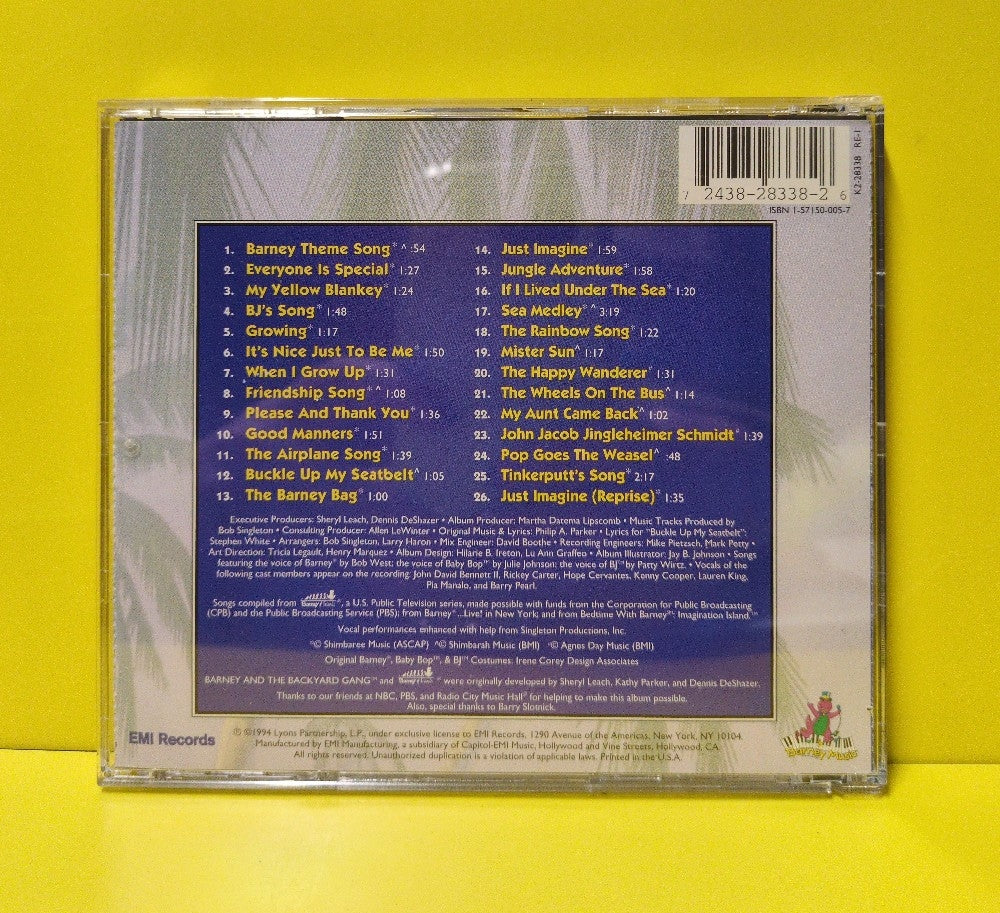 7 2438-28338-2 6
K2-28338 RE-1
ISBN 1-57150-005-7
1. Barney Theme Song*^ :54
2. Everyone Is Special* 1:27
3. My Yellow Blankey* 1:24
4. BJ's Song* 1:48
5. Growing* 1:17
6. It's Nice Just To Be Me* 1:50
7. When I Grow Up* 1:31
8. Friendship Song*^ 1:08
9. Please And Thank You* 1:36
10. Good Manners* 1:51
11. The Airplane Song* 1:39
12. Buckle Up My Seatbelt^ 1:05
13. The Barney Bag* 1:00
14. Just Imagine* 1:59
15. Jungle Adventure* 1:58
16. If I Lived Under The Sea* 1:20
17. Sea Medley*^ 3:19
18. The Rainbow Song* 1:22
19. Mister Sun^ 1:17
20. The Happy Wanderer* 1:31
21. The Wheels On The Bus^ 1:14
22. My Aunt Came Back^ 1:02
23. John Jacob Jingleheimer Schmidt* 1:39
24. Pop Goes The Weasel^ :48
25. Tinkerputt's Song* 2:17
26. Just Imagine (Reprise)* 1:35
Executive Producers: Sheryl Leach, Dennis DeShazer • Album Producer: Martha Datema Lipscomb • Music Tracks Produced by
Bob Singleton • Consulting Producer: Allen LeWinter • Original Music & Lyrics: Philip A. Parker • Lyrics for "Buckle Up My Seatbelt":
Stephen White • Arrangers: Bob Singleton, Larry Haron • Mix Engineer: David Boothe • Recording Engineers: Mike Pietzsch, Mark Petty •
Art Direction: Tricia Legault, Henry Marquez • Album Design: Hilarie B. Ireton, Lu Ann Graffeo • Album Illustrator: Jay B. Johnson • Songs
featuring the voice of Barney® by Bob West; the voice of Baby Bop™ by Julie Johnson; the voice of BJ™ by Patty Wirtz. • Vocals of the
following cast members appear on the recording: John David Bennett II, Rickey Carter, Hope Cervantes, Kenny Cooper, Lauren King,
Pia Manalo, and Barry Pearl.
Songs compiled from Barney & Friends®, a U.S. Public Television series, made possible with funds from the Corporation for Public Broadcasting
(CPB) and the Public Broadcasting Service (PBS); from Barney®...Live! in New York; and from Bedtime With Barney®: Imagination Island.™
Vocal performances enhanced with help from Singleton Productions, Inc.
*© Shimbaree Music (ASCAP) ^© Shimbarah Music (BMI) °© Agnes Day Music (BMI)
Original Barney®, Baby Bop™, & BJ™ Costumes: Irene Corey Design Associates
BARNEY AND THE BACKYARD GANG™ and Barney & Friends® were originally developed by Sheryl Leach, Kathy Parker, and Dennis DeShazer.
Thanks to our friends at NBC, PBS, and Radio City Music Hall® for helping to make this album possible.
Also, special thanks to Barry Slotnick.
EMI Records
℗©1994 Lyons Partnership, L.P., under exclusive license to EMI Records, 1290 Avenue of the Americas, New York, NY 10104.
Manufactured by EMI Manufacturing, a subsidiary of Capitol-EMI Music, Hollywood and Vine Streets, Hollywood, CA.
All rights reserved. Unauthorized duplication is a violation of applicable laws. Printed in the U.S.A.
Barney Music